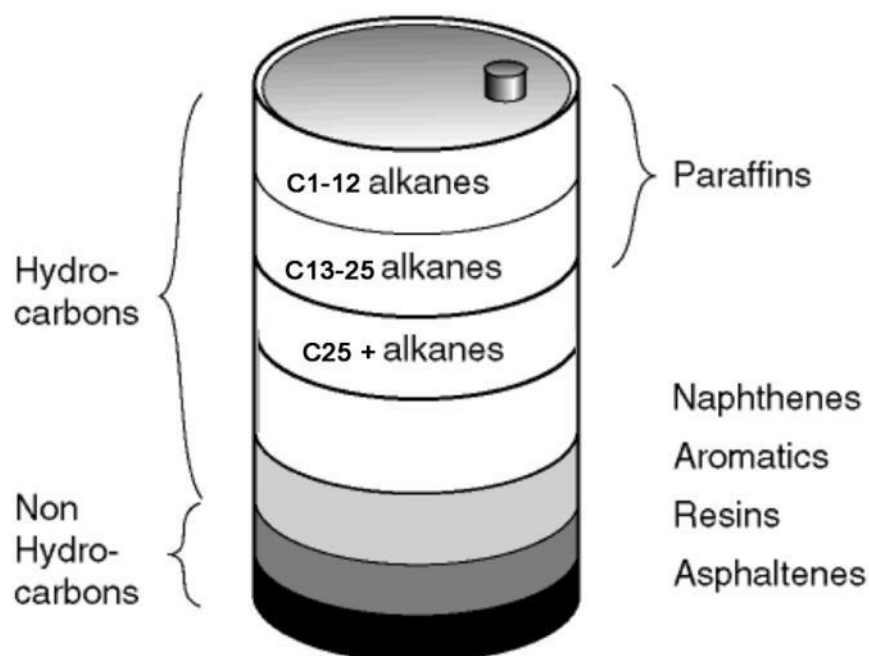 C1-12 alkanes
Paraffins
C13-25 alkanes
Hydro-
carbons
C25 + alkanes
Naphthenes
Aromatics
Non
Hydro-
carbons
Resins
Asphaltenes